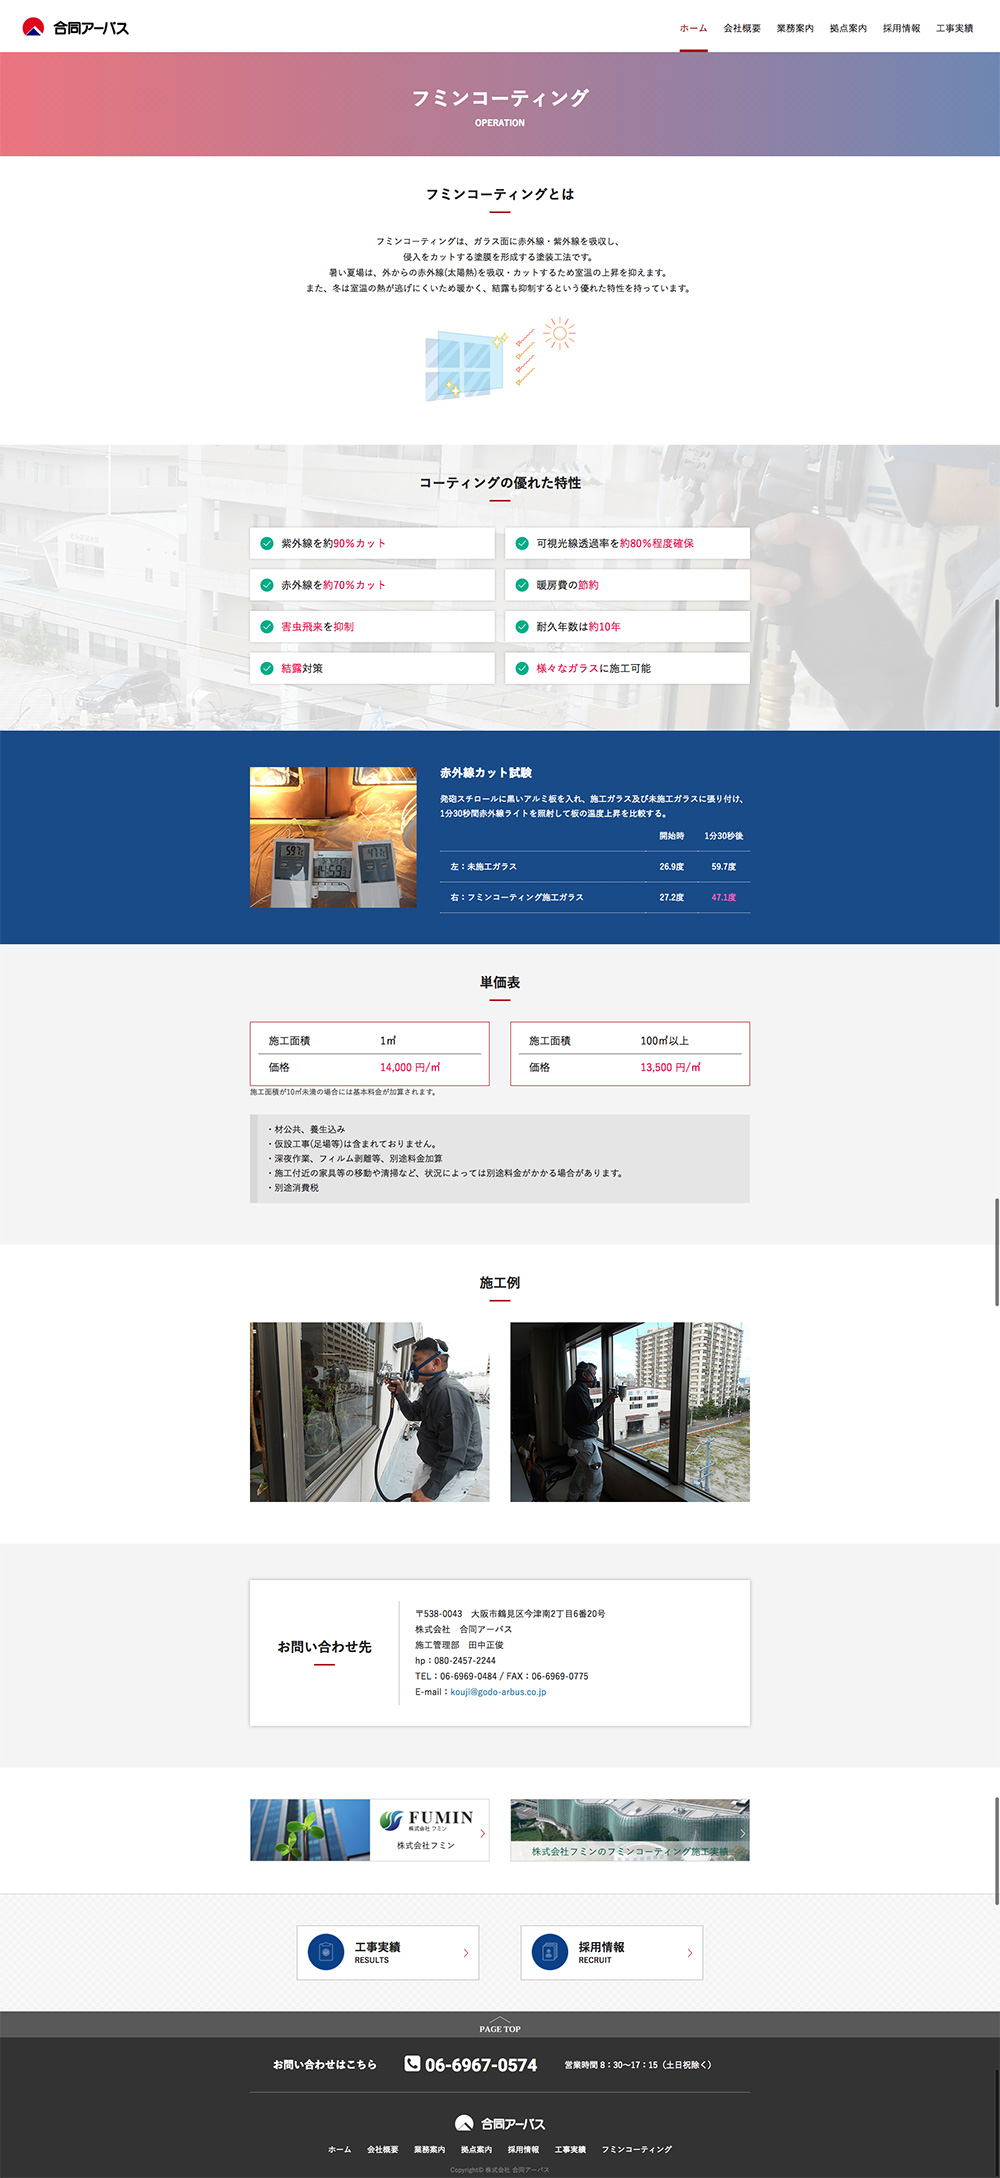 合同アーバス
ホーム 会社概要 業務案内 拠点案内 採用情報 工事実績
フミンコーティング
OPERATION
フミンコーティングとは
フミンコーティングは、ガラス面に赤外線・紫外線を吸収し、
侵入をカットする塗膜を形成する塗装工法です。
暑い夏場は、外からの赤外線(太陽熱)を吸収・カットするため室温の上昇を抑えます。
また、冬は室温の熱が逃げにくいため暖かく、結露も抑制するという優れた特性を持っています。
コーティングの優れた特性
紫外線を約90%カット
可視光線透過率を約80%程度確保
赤外線を約70%カット
暖房費の節約
害虫飛来を抑制
耐久年数は約10年
結露対策
様々なガラスに施工可能
赤外線カット試験
発砲スチロールに黒いアルミ板を入れ、施工ガラス及び未施工ガラスに張り付け、
1分30秒間赤外線ライトを照射して板の温度上昇を比較する。
開始時 1分30秒後
左：未施工ガラス 26.9度 59.7度
右：フミンコーティング施工ガラス 27.2度 47.1度
単価表
施工面積 1㎡
価格 14,000 円/㎡
施工面積 100㎡以上
価格 13,500 円/㎡
施工面積が10㎡未満の場合には基本料金が加算されます。
・材公共、養生込み
・仮設工事(足場等)は含まれておりません。
・深夜作業、フィルム剥離等、別途料金加算
・施工付近の家具等の移動や清掃など、状況によっては別途料金がかかる場合があります。
・別途消費税
施工例
お問い合わせ先
〒538-0043 大阪市鶴見区今津南2丁目6番20号
株式会社 合同アーバス
施工管理部 田中正俊
hp：080-2457-2244
TEL：06-6969-0484 / FAX：06-6969-0775
E-mail：kouji@godo-arbus.co.jp
FUMIN
株式会社 フミン
株式会社フミン
株式会社フミンのフミンコーティング施工実績
工事実績
RESULTS
採用情報
RECRUIT
PAGE TOP
お問い合わせはこちら 06-6967-0574 営業時間 8：30〜17：15（土日祝除く）
合同アーバス
ホーム 会社概要 業務案内 拠点案内 採用情報 工事実績 フミンコーティング
Copyright© 株式会社 合同アーバス